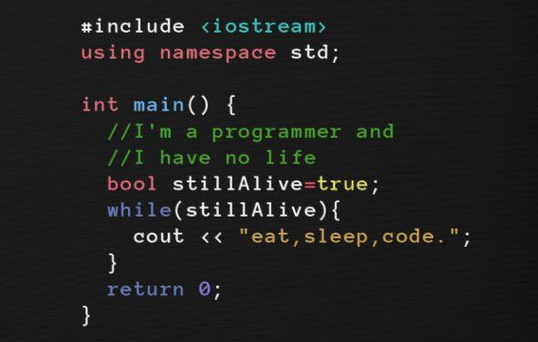 #include <iostream>
using namespace std;
int main() {
//I'm a programmer and
//I have no life
bool stillAlive=true;
while(stillAlive){
cout << "eat,sleep,code.";
}
return 0;
}